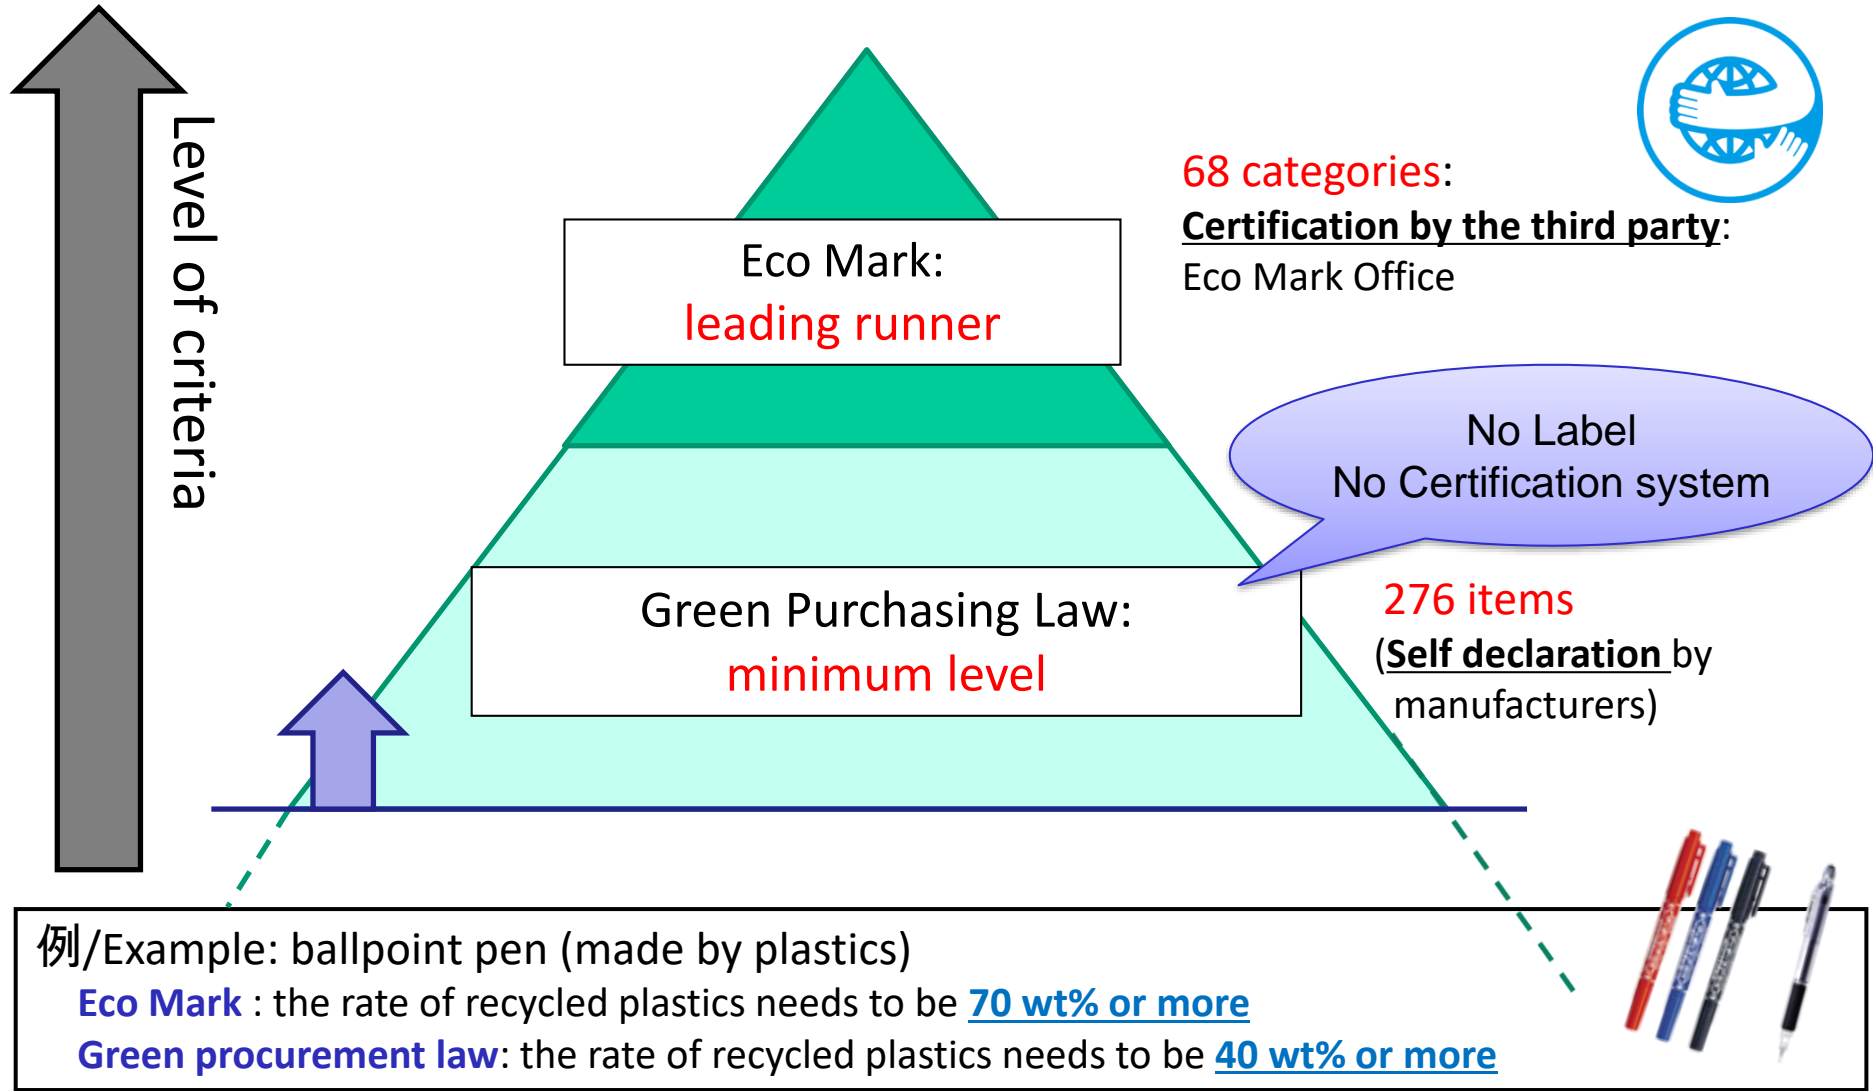 Level of criteria
68 categories:
Certification by the third party:
Eco Mark Office
Eco Mark:
leading runner
No Label
No Certification system
Green Purchasing Law:
minimum level
276 items
(Self declaration by
manufacturers)
例/Example: ballpoint pen (made by plastics)
Eco Mark : the rate of recycled plastics needs to be 70 wt% or more
Green procurement law: the rate of recycled plastics needs to be 40 wt% or more